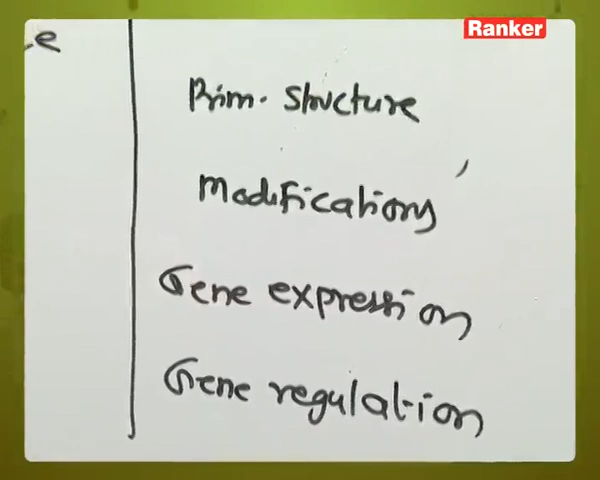 Ranker
Prim. Structure
Modifications
Gene expression
Gene regulation